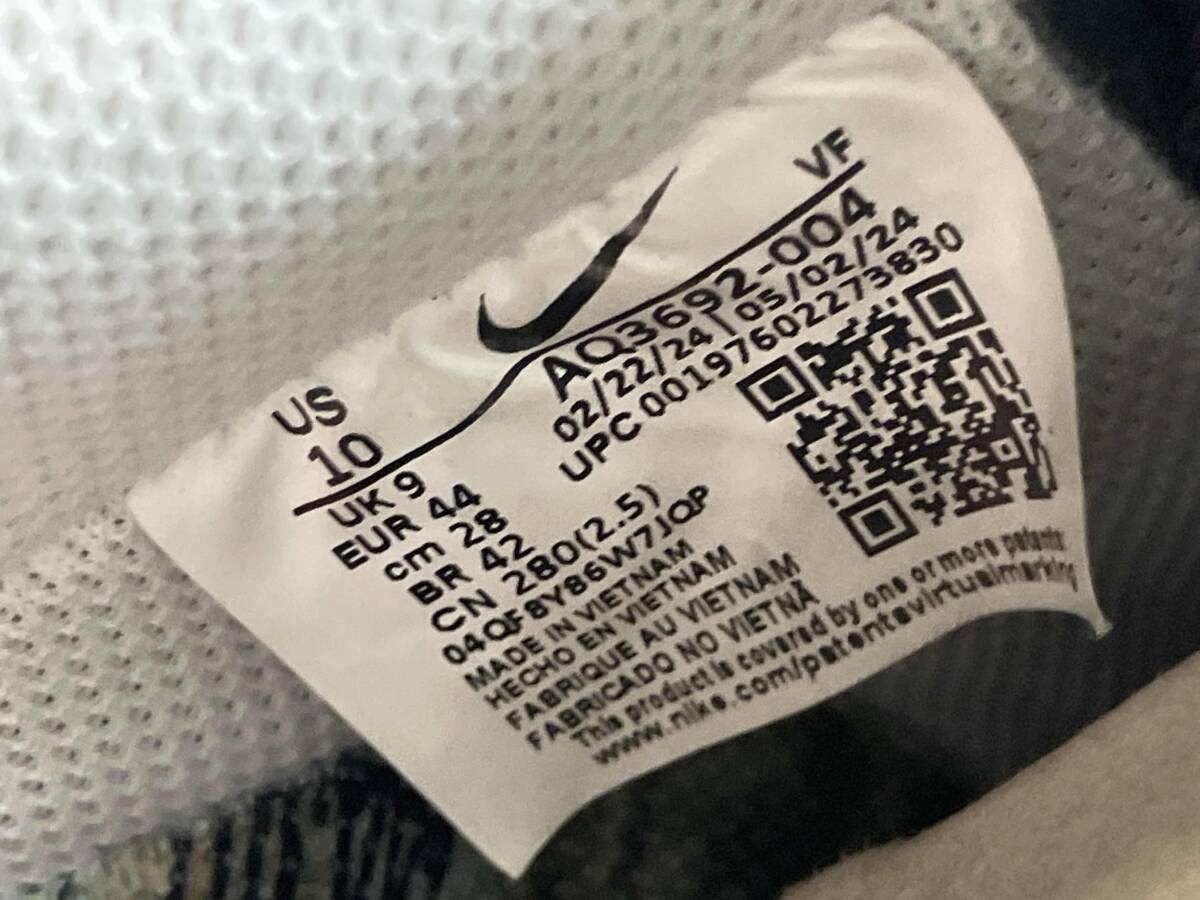 US
10
VF
AQ3692-004
02/22/24 | 05/02/24
UPC 00197602273830
UK 9
EUR 44
cm 28
BR 42
CN 280(2.5)
04QF8Y86W7JQP
MADE IN VIETNAM
HECHO EN VIETNAM
FABRIQUE AU VIETNAM
FABRICADO NO VIETNÃ
This product is covered by one or more patents:
www.nike.com/patentsvirtualmarking